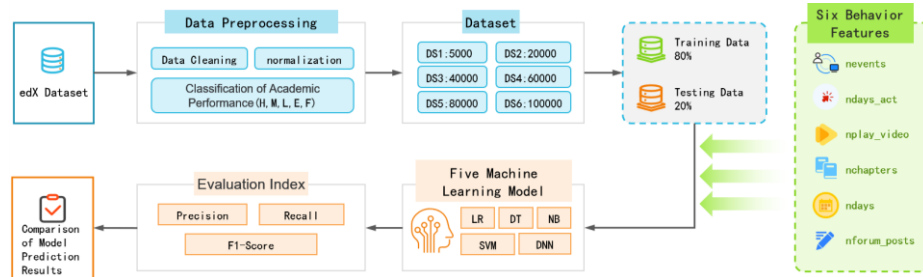 edX Dataset
Data Preprocessing
Data Cleaning
normalization
Classification of Academic
Performance(H, M, L, E, F)
Dataset
DS1:5000
DS2:20000
DS3:40000
DS4:60000
DS5:80000
DS6:100000
Training Data
80%
Testing Data
20%
Six Behavior
Features
nevents
ndays_act
nplay_video
nchapters
ndays
nforum_posts
Five Machine
Learning Model
LR
DT
NB
SVM
DNN
Evaluation Index
Precision
Recall
F1-Score
Comparison
of Model
Prediction
Results